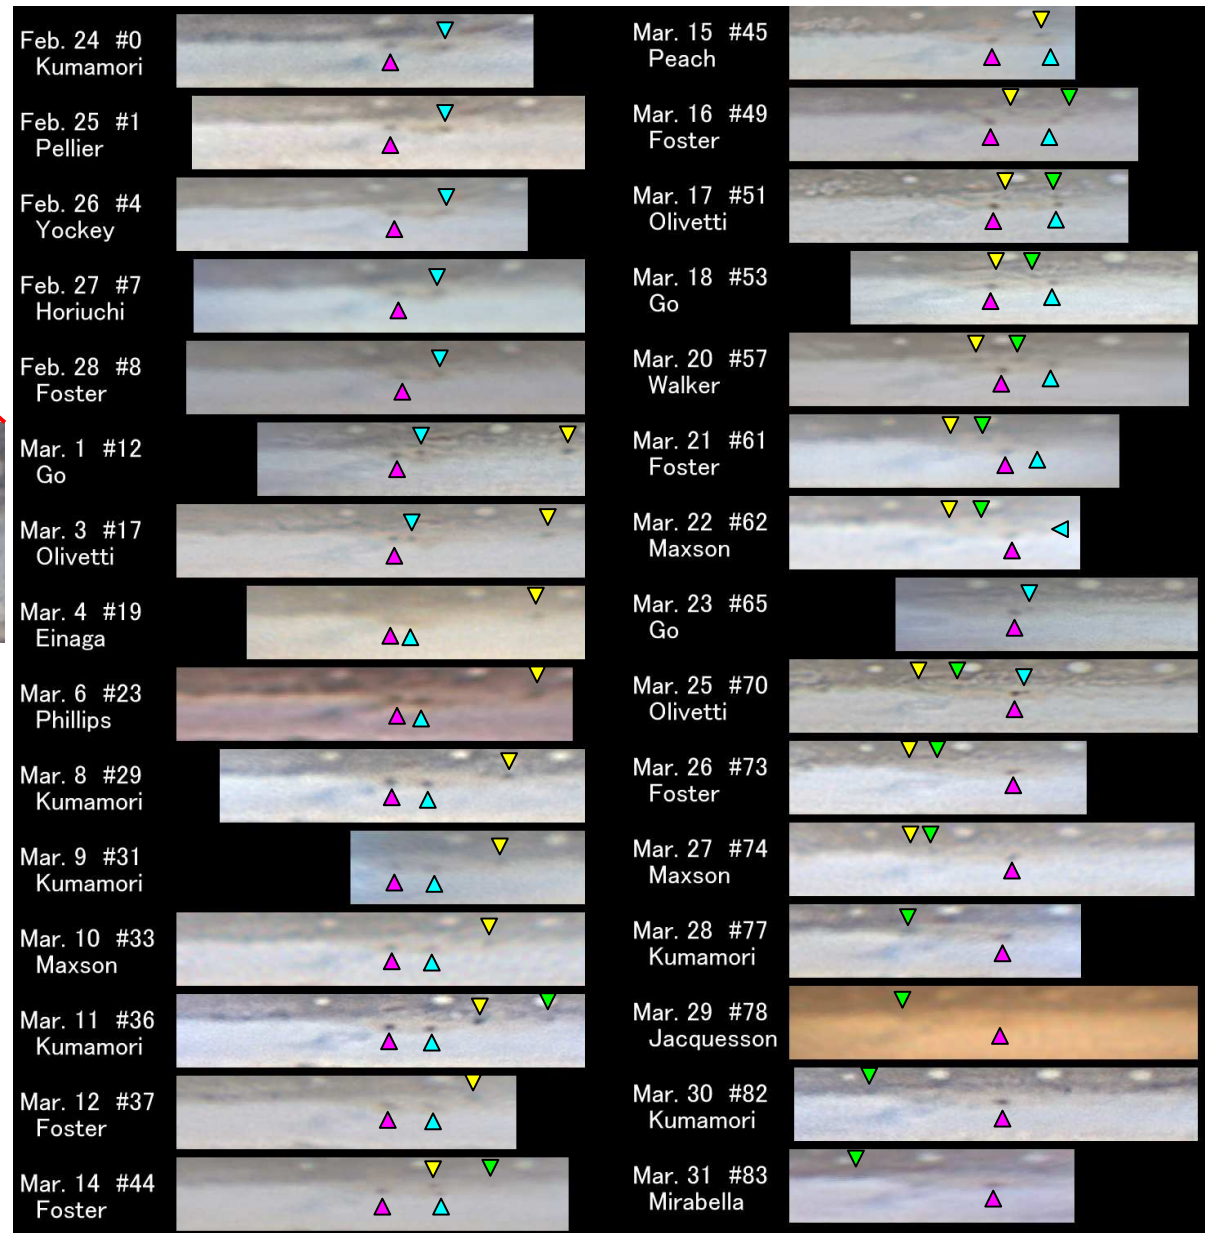 Feb. 24 #0
Kumamori
Feb. 25 #1
Pellier
Feb. 26 #4
Yockey
Feb. 27 #7
Horiuchi
Feb. 28 #8
Foster
Mar. 1 #12
Go
Mar. 3 #17
Olivetti
Mar. 4 #19
Einaga
Mar. 6 #23
Phillips
Mar. 8 #29
Kumamori
Mar. 9 #31
Kumamori
Mar. 10 #33
Maxson
Mar. 11 #36
Kumamori
Mar. 12 #37
Foster
Mar. 14 #44
Foster
Mar. 15 #45
Peach
Mar. 16 #49
Foster
Mar. 17 #51
Olivetti
Mar. 18 #53
Go
Mar. 20 #57
Walker
Mar. 21 #61
Foster
Mar. 22 #62
Maxson
Mar. 23 #65
Go
Mar. 25 #70
Olivetti
Mar. 26 #73
Foster
Mar. 27 #74
Maxson
Mar. 28 #77
Kumamori
Mar. 29 #78
Jacquesson
Mar. 30 #82
Kumamori
Mar. 31 #83
Mirabella